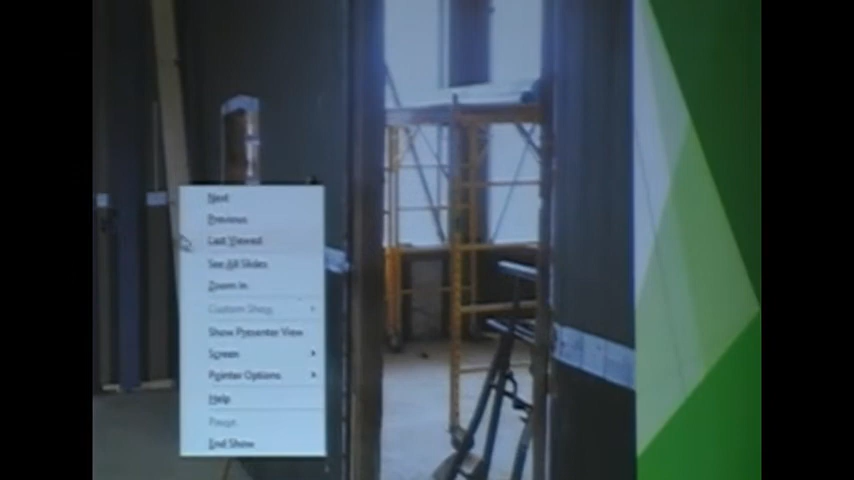 Next
Previous
Last Viewed
See All Slides
Zoom In
Custom Show
Show Presenter View
Screen
Pointer Options
Help
Pause
End Show